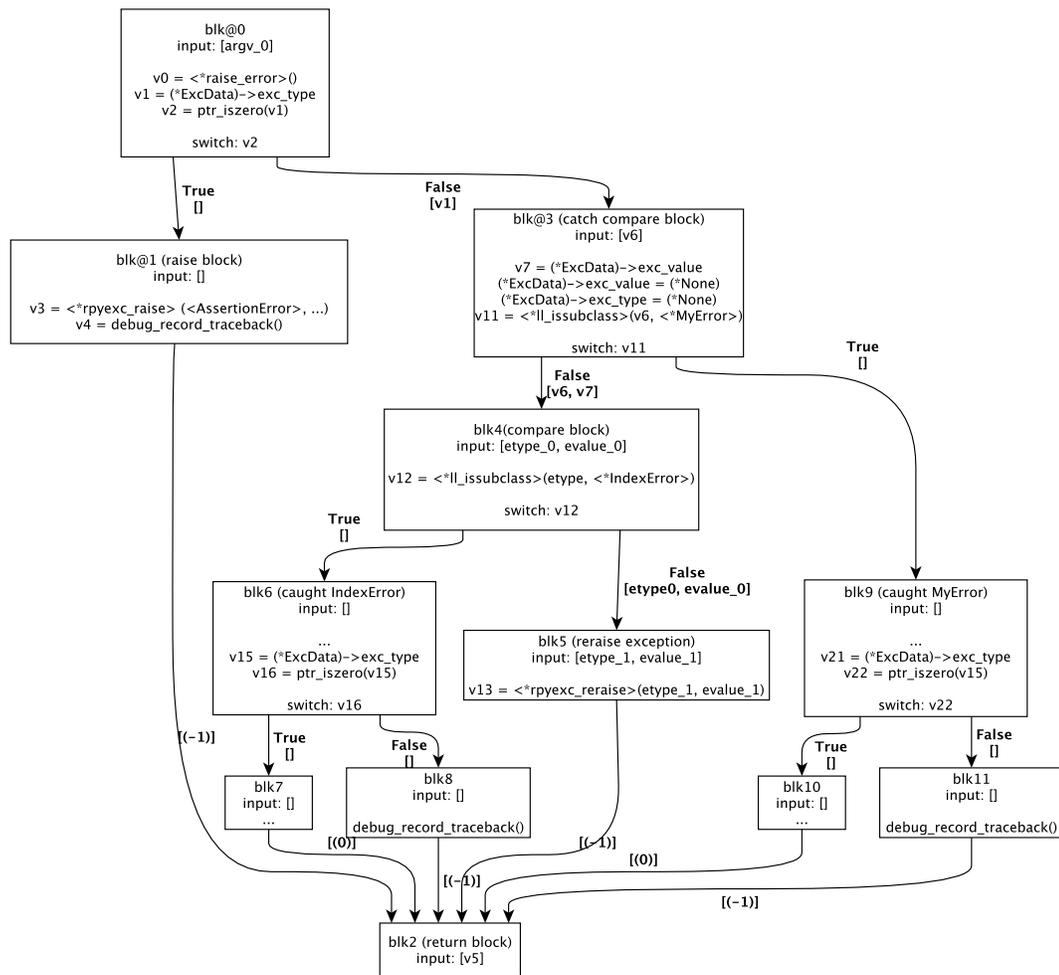 blk@0
input: [argv_0]
v0 = <*raise_error>()
v1 = (*ExcData)->exc_type
v2 = ptr_iszero(v1)
switch: v2
True
[]
False
[v1]
blk@1 (raise block)
input: []
v3 = <*rpyexc_raise> (<AssertionError>, ...)
v4 = debug_record_traceback()
blk@3 (catch compare block)
input: [v6]
v7 = (*ExcData)->exc_value
(*ExcData)->exc_value = (*None)
(*ExcData)->exc_type = (*None)
v11 = <*ll_issubclass>(v6, <*MyError>)
switch: v11
False
[v6, v7]
True
[]
blk4(compare block)
input: [etype_0, evalue_0]
v12 = <*ll_issubclass>(etype, <*IndexError>)
switch: v12
True
[]
False
[etype0, evalue_0]
blk6 (caught IndexError)
input: []
...
v15 = (*ExcData)->exc_type
v16 = ptr_iszero(v15)
switch: v16
blk5 (reraise exception)
input: [etype_1, evalue_1]
v13 = <*rpyexc_reraise>(etype_1, evalue_1)
blk9 (caught MyError)
input: []
...
v21 = (*ExcData)->exc_type
v22 = ptr_iszero(v15)
switch: v22
[(-1)]
True
[]
False
[]
True
[]
False
[]
blk7
input: []
...
blk8
input: []
debug_record_traceback()
blk10
input: []
...
blk11
input: []
debug_record_traceback()
[(0)]
[(-1)]
[(-1)]
[(0)]
[(-1)]
blk2 (return block)
input: [v5]